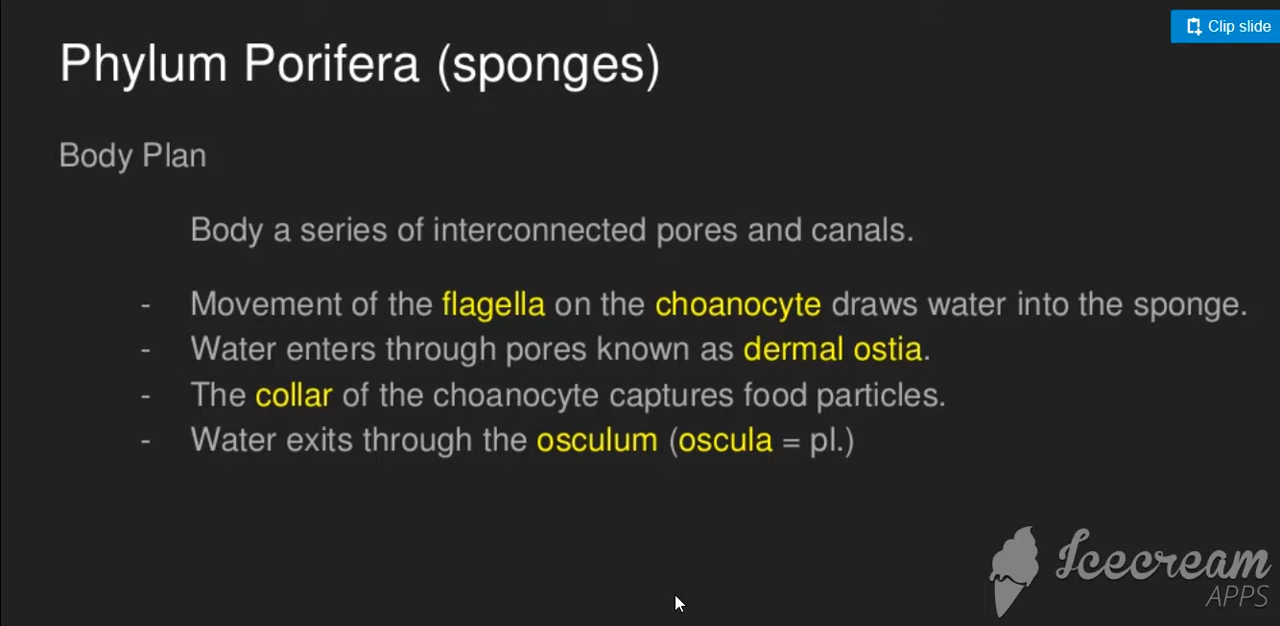 Clip slide
Phylum Porifera (sponges)
Body Plan
Body a series of interconnected pores and canals.
- Movement of the flagella on the choanocyte draws water into the sponge.
- Water enters through pores known as dermal ostia.
- The collar of the choanocyte captures food particles.
- Water exits through the osculum (oscula = pl.)
Icecream
APPS